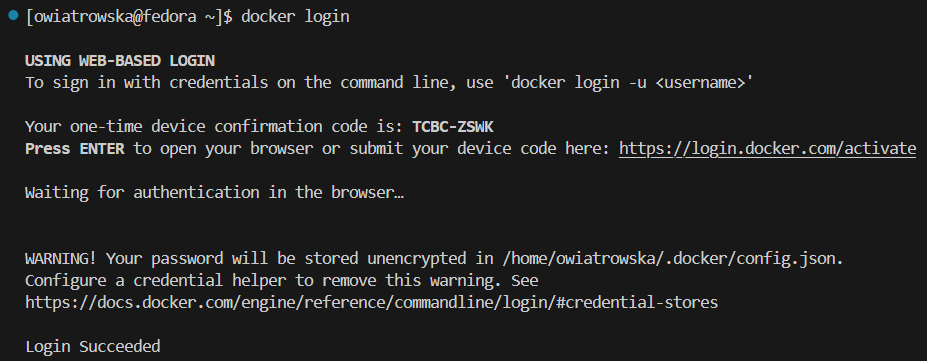 [owiatrowska@fedora ~]$ docker login
USING WEB-BASED LOGIN
To sign in with credentials on the command line, use 'docker login -u <username>'
Your one-time device confirmation code is: TCBC-ZSWK
Press ENTER to open your browser or submit your device code here: https://login.docker.com/activate
Waiting for authentication in the browser…
WARNING! Your password will be stored unencrypted in /home/owiatrowska/.docker/config.json.
Configure a credential helper to remove this warning. See
https://docs.docker.com/engine/reference/commandline/login/#credential-stores
Login Succeeded